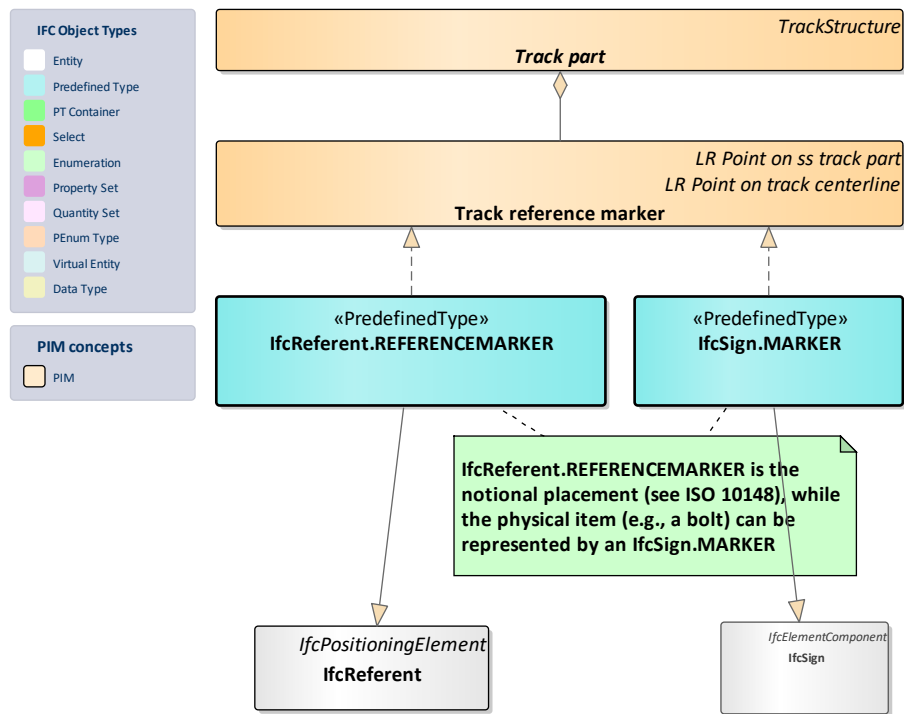 IFC Object Types
Entity
Predefined Type
PT Container
Select
Enumeration
Property Set
Quantity Set
PEnum Type
Virtual Entity
Data Type
PIM concepts
PIM
TrackStructure
Track part
LR Point on ss track part
LR Point on track centerline
Track reference marker
«PredefinedType»
IfcReferent.REFERENCEMARKER
«PredefinedType»
IfcSign.MARKER
IfcReferent.REFERENCEMARKER is the
notional placement (see ISO 10148), while
the physical item (e.g., a bolt) can be
represented by an IfcSign.MARKER
IfcPositioningElement
IfcReferent
IfcElementComponent
IfcSign